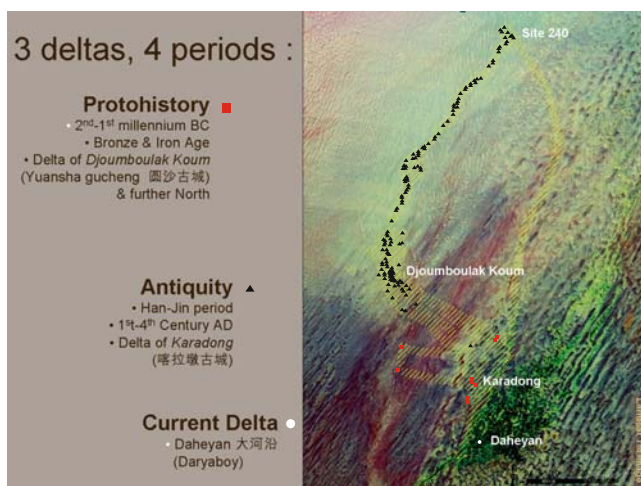 3 deltas, 4 periods :
Protohistory
• 2nd-1st millennium BC
• Bronze & Iron Age
• Delta of Djoumboulak Koum
(Yuansha gucheng 圆沙古城)
& further North
Antiquity
• Han-Jin period
• 1st-4th Century AD
• Delta of Karadong
(喀拉墩古城)
Current Delta
• Daheyan 大河沿
(Daryaboy)
Site 240
Djoumboulak Koum
Karadong
Daheyan